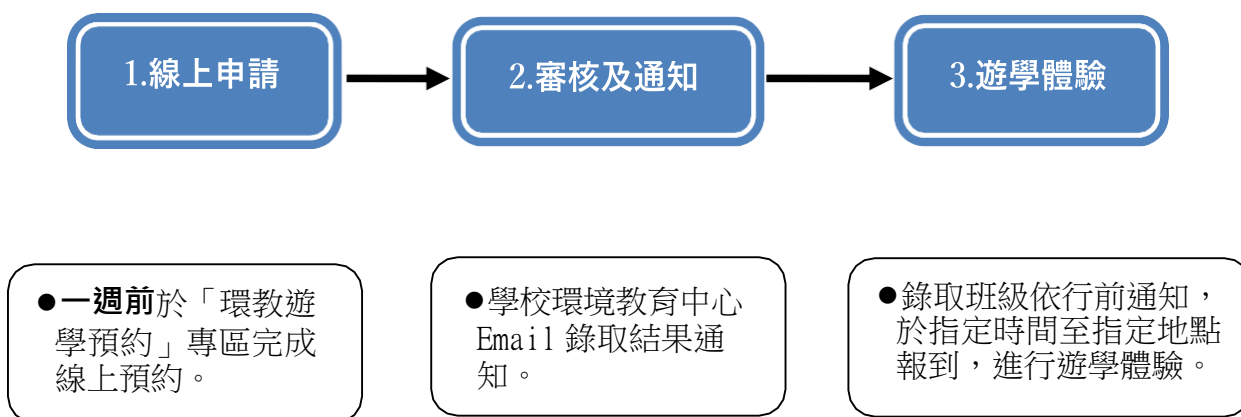 1.線上申請
2.審核及通知
3.遊學體驗
●一週前於「環教遊
學預約」專區完成
線上預約。
●學校環境教育中心
Email 錄取結果通
知。
●錄取班級依行前通知，
於指定時間至指定地點
報到，進行遊學體驗。